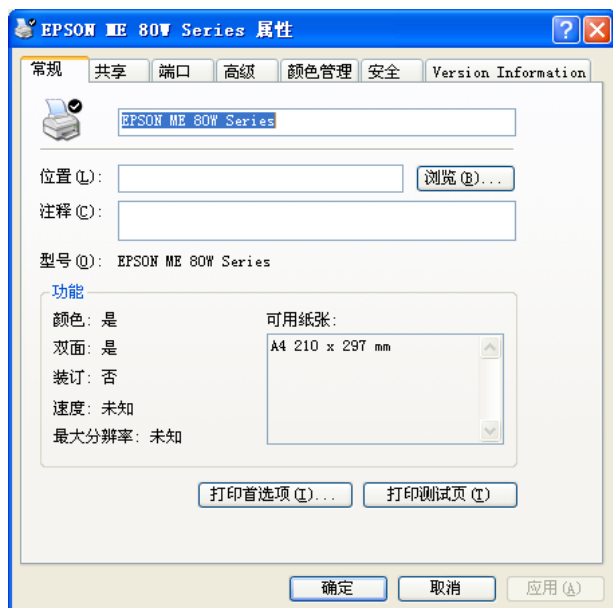 EPSON ME 80W Series 属性
常规 共享 端口 高级 颜色管理 安全 Version Information
EPSON ME 80W Series
位置(L): 浏览(B)...
注释(C):
型号(O): EPSON ME 80W Series
功能
颜色: 是 可用纸张:
双面: 是 A4 210 x 297 mm
装订: 否
速度: 未知
最大分辨率: 未知
打印首选项(I)... 打印测试页(T)
确定 取消 应用(A)